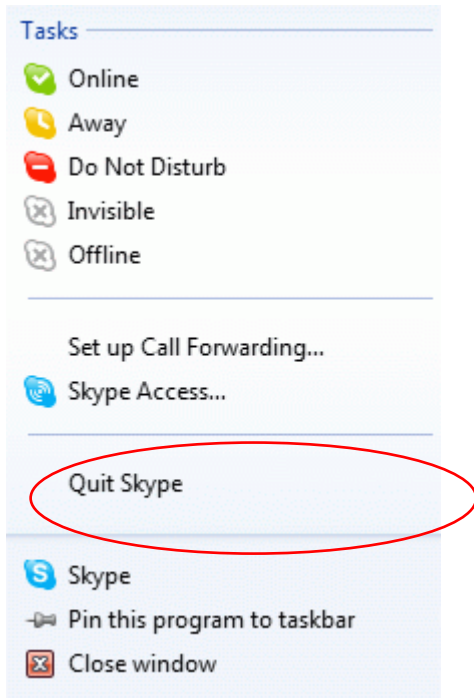 Tasks
Online
Away
Do Not Disturb
Invisible
Offline
Set up Call Forwarding...
Skype Access...
Quit Skype
Skype
Pin this program to taskbar
Close window